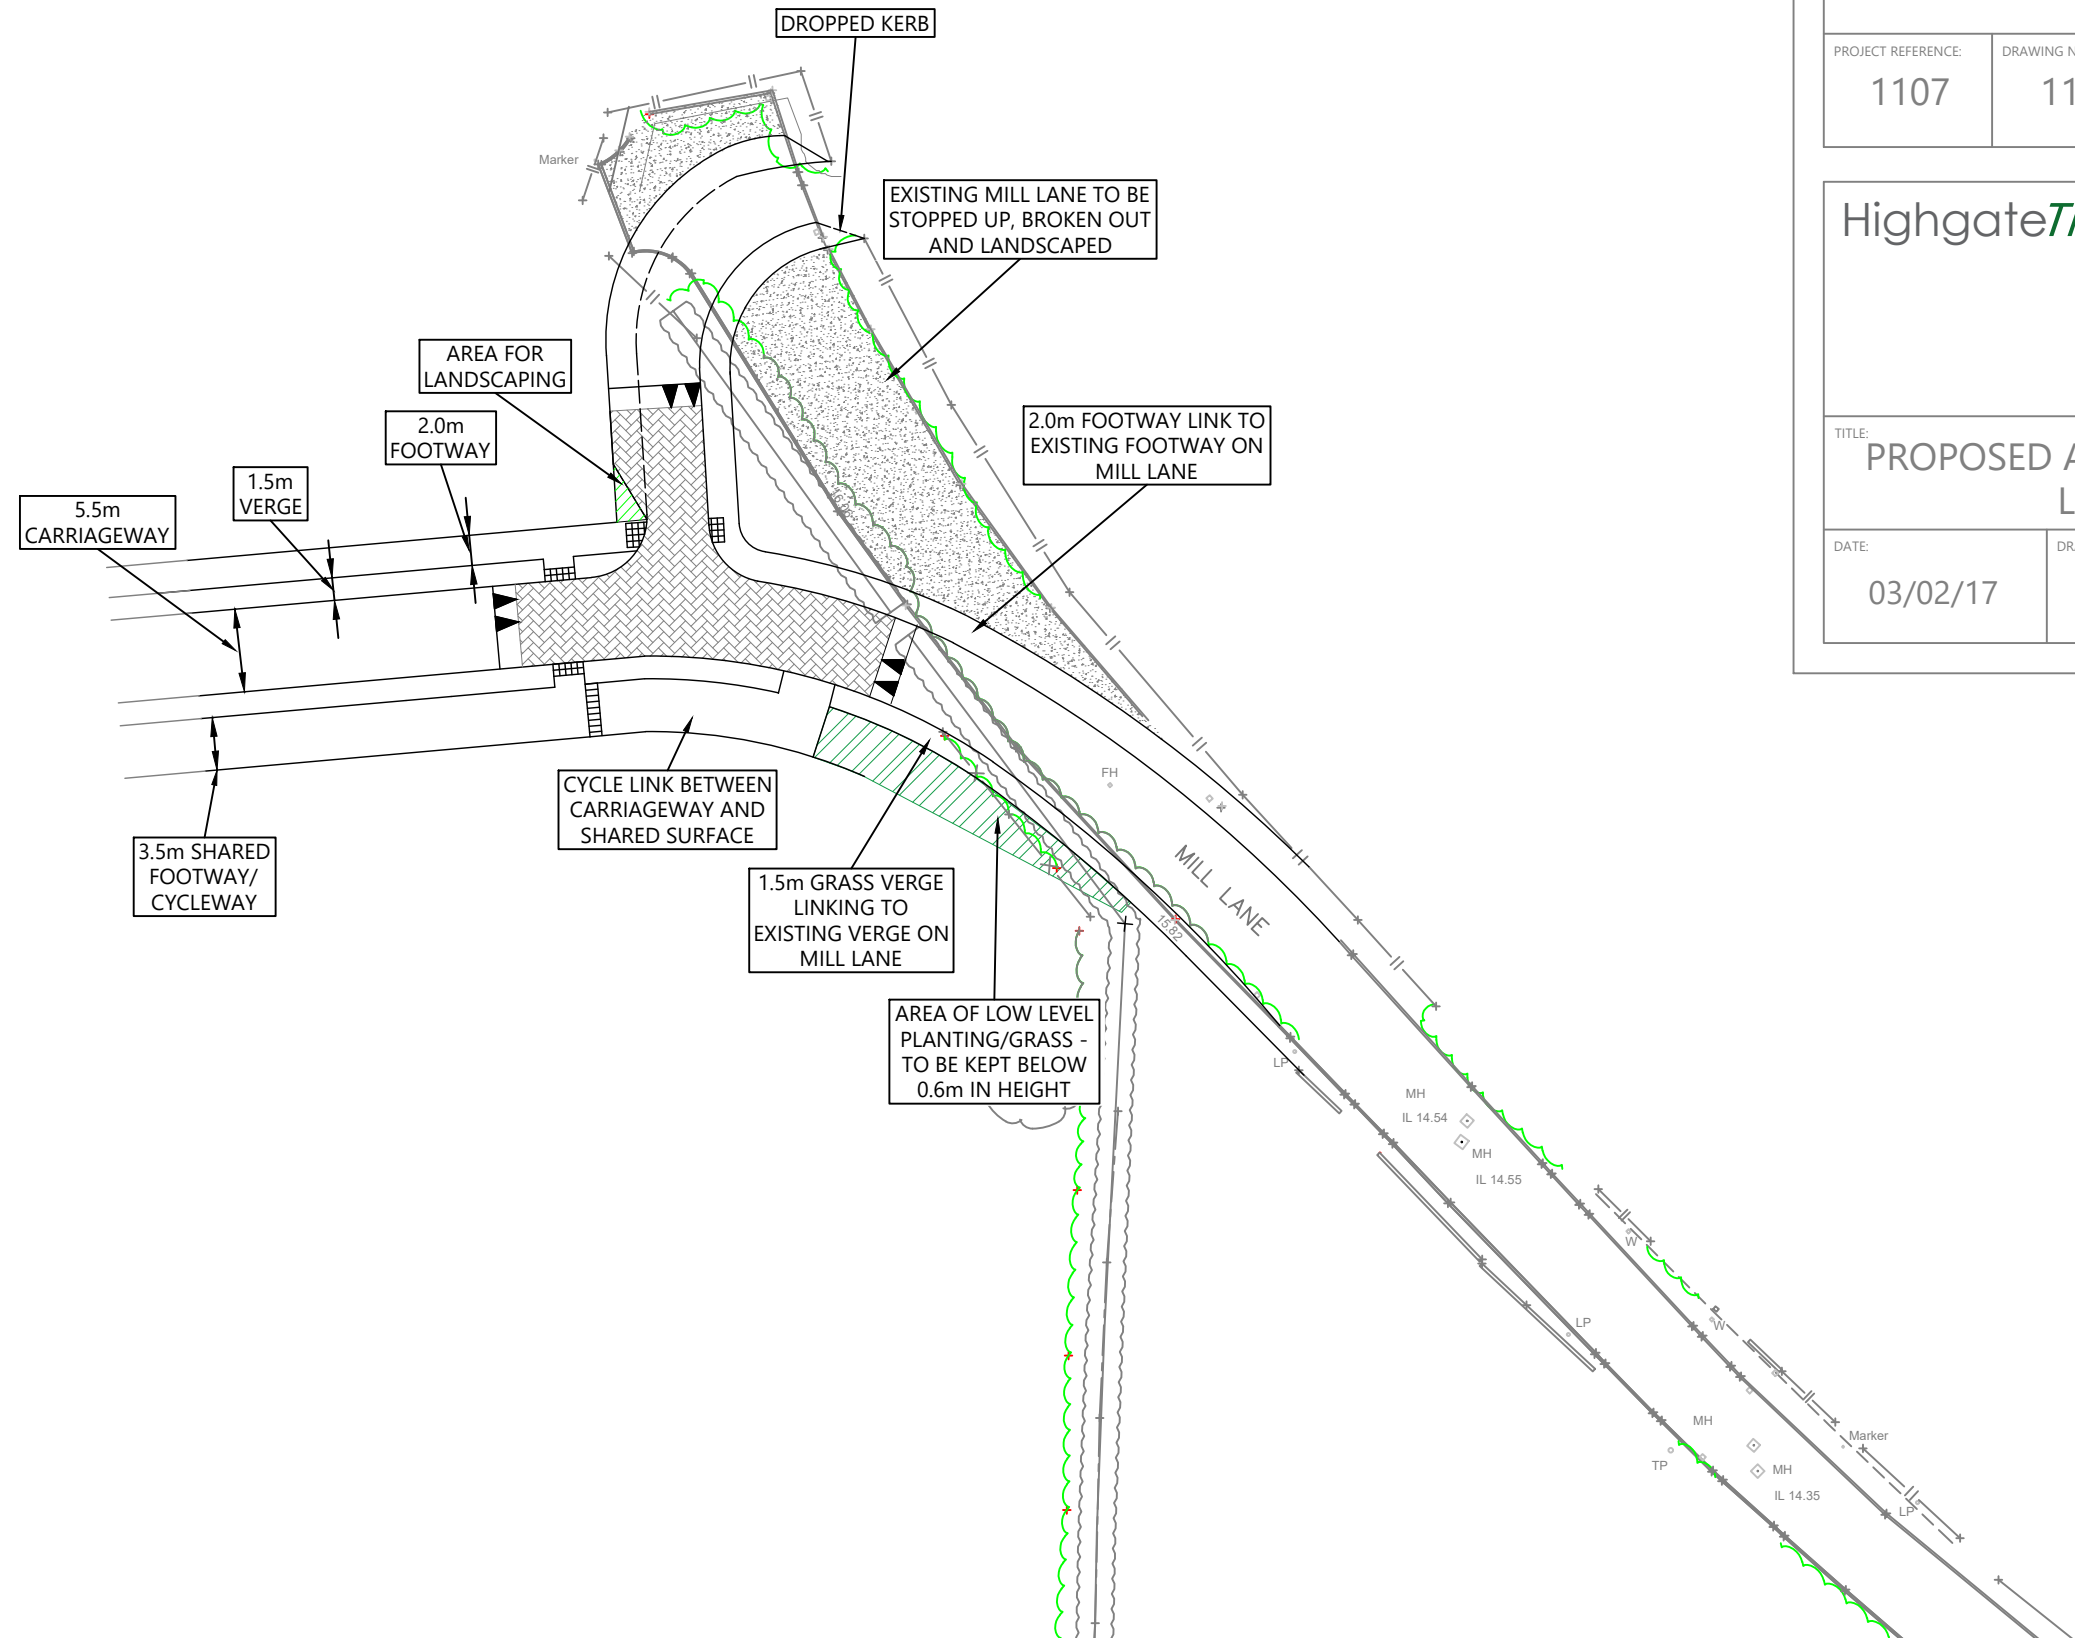 DROPPED KERB
PROJECT REFERENCE:
DRAWING N
1107
11
Marker
EXISTING MILL LANE TO BE
STOPPED UP, BROKEN OUT
AND LANDSCAPED
Highgate
AREA FOR
LANDSCAPING
2.0m
FOOTWAY
2.0m FOOTWAY LINK TO
EXISTING FOOTWAY ON
MILL LANE
TITLE:
PROPOSED A
L
1.5m
VERGE
5.5m
CARRIAGEWAY
DATE:
DR
03/02/17
FH
CYCLE LINK BETWEEN
CARRIAGEWAY AND
SHARED SURFACE
3.5m SHARED
FOOTWAY/
CYCLEWAY
MILL LANE
1.5m GRASS VERGE
LINKING TO
EXISTING VERGE ON
MILL LANE
15.82
AREA OF LOW LEVEL
PLANTING/GRASS -
TO BE KEPT BELOW
0.6m IN HEIGHT
LP
MH
IL 14.54
MH
IL 14.55
W
W
LP
MH
Marker
TP
MH
IL 14.35
LP